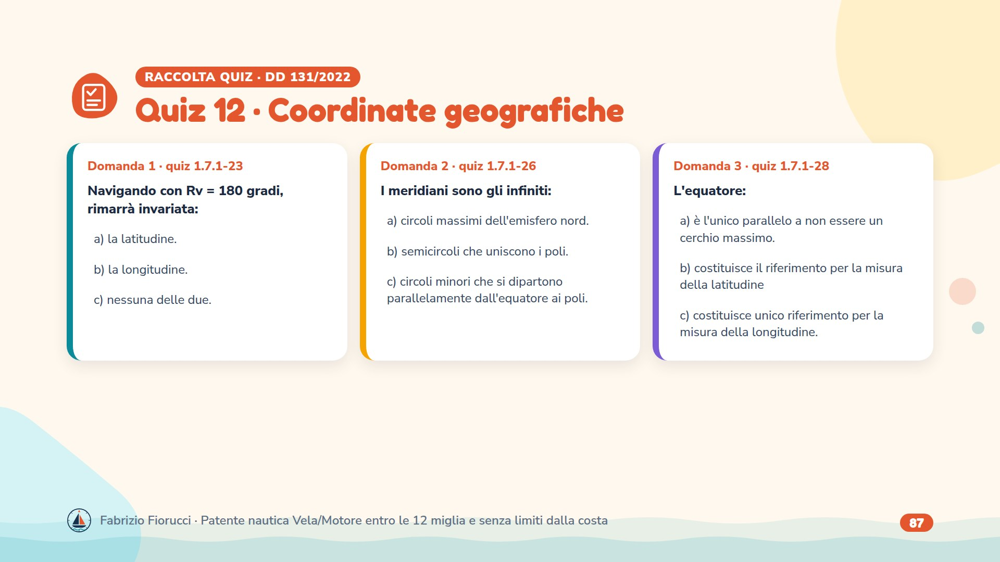 RACCOLTA QUIZ · DD 131/2022
Quiz 12 · Coordinate geografiche
Domanda 1 · quiz 1.7.1-23
Navigando con Rv = 180 gradi,
rimarrà invariata:
a) la latitudine.
b) la longitudine.
c) nessuna delle due.
Domanda 2 · quiz 1.7.1-26
I meridiani sono gli infiniti:
a) circoli massimi dell'emisfero nord.
b) semicircoli che uniscono i poli.
c) circoli minori che si dipartono
parallelamente dall'equatore ai poli.
Domanda 3 · quiz 1.7.1-28
L'equatore:
a) è l'unico parallelo a non essere un
cerchio massimo.
b) costituisce il riferimento per la misura
della latitudine
c) costituisce unico riferimento per la
misura della longitudine.
Fabrizio Fiorucci · Patente nautica Vela/Motore entro le 12 miglia e senza limiti dalla costa
87